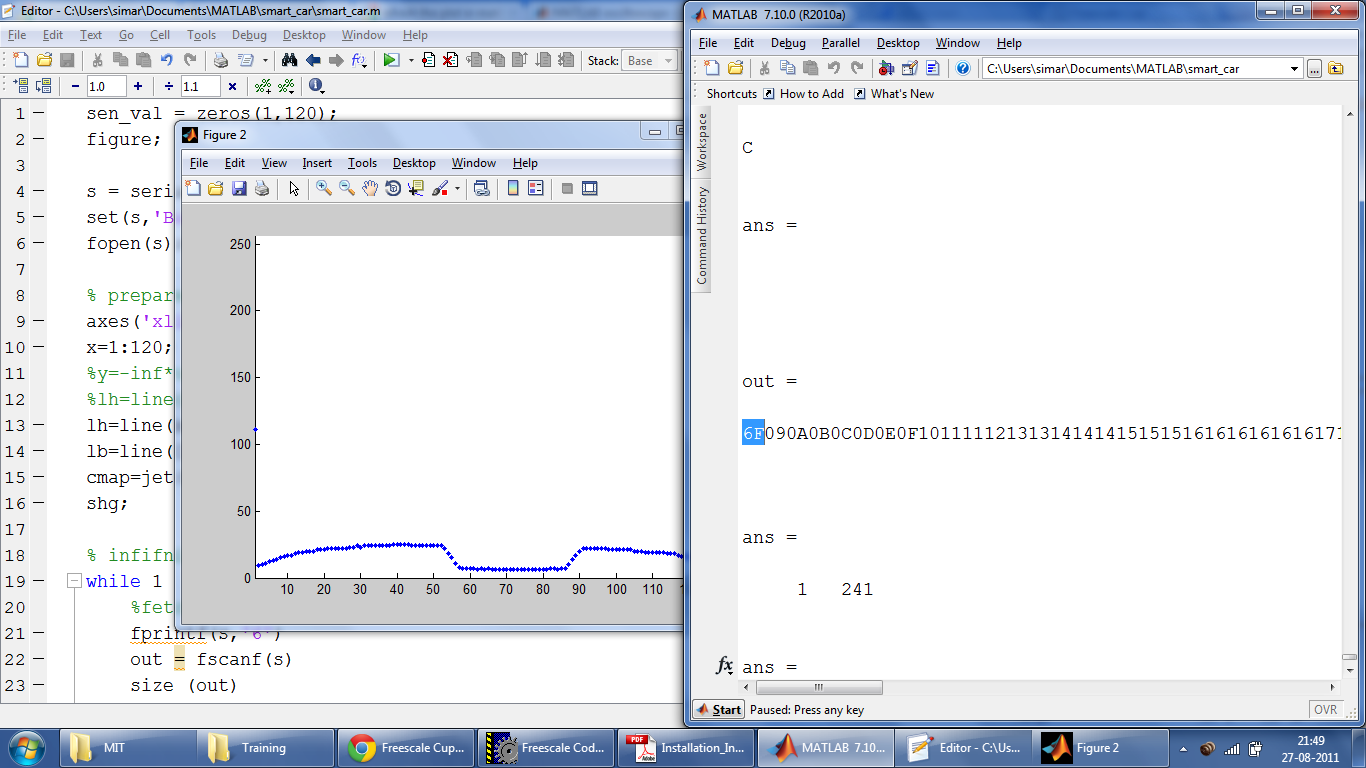 Editor - C:\Users\simar\Documents\MATLAB\smart_car\smart_car.m
File Edit Text Go Cell Tools Debug Desktop Window Help
Stack: Base
− 1.0 + ÷ 1.1 ×
1 − sen_val = zeros(1,120);
2 − figure;
3
4 − s = seri
5 − set(s,'B
6 − fopen(s)
7
8 % prepar
9 − axes('xl
10 − x=1:120;
11 %y=-inf*
12 %lh=line
13 − lh=line(
14 − lb=line(
15 − cmap=jet
16 − shg;
17
18 % infifn
19 − while 1
20 %fet
21 − fprintf(s,'6')
22 − out = fscanf(s)
23 − size (out)
Figure 2
File Edit View Insert Tools Desktop Window Help
250
200
150
100
50
0
10 20 30 40 50 60 70 80 90 100 110 1
MATLAB 7.10.0 (R2010a)
File Edit Debug Parallel Desktop Window Help
C:\Users\simar\Documents\MATLAB\smart_car
Shortcuts How to Add What's New
Workspace
Command History
C
ans =
out =
6F090A0B0C0D0E0F101111121313141414151515161616161616171
ans =
1 241
ans =
fx
Start Paused: Press any key OVR
MIT Training Freescale Cup... Freescale Cod... Installation_In... MATLAB 7.10... Editor - C:\Us... Figure 2 21:49
27-08-2011